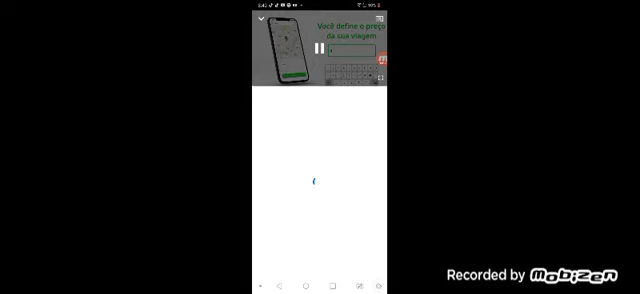 Você define o preço
da sua viagem
Recorded by Mobizen